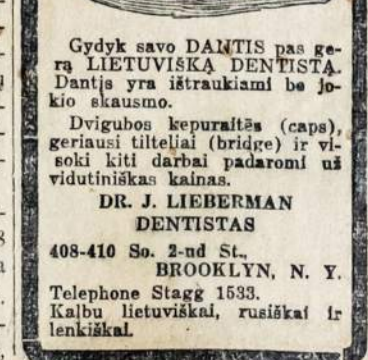 Gydyk savo DANTIS pas ge-
rą LIETUVIŠKĄ DENTISTĄ.
Dantįs yra ištraukiami be jo-
kio skausmo.
Dvigubos kepuraitės (caps),
geriausi tilteliai (bridge) ir vi-
soki kiti darbai padaromi už
vidutiniškas kainas.
DR. J. LIEBERMAN
DENTISTAS
408-410 So. 2-nd St.,
BROOKLYN, N. Y.
Telephone Stagg 1533.
Kalbu lietuviškai, rusiškai ir
lenkiškai.